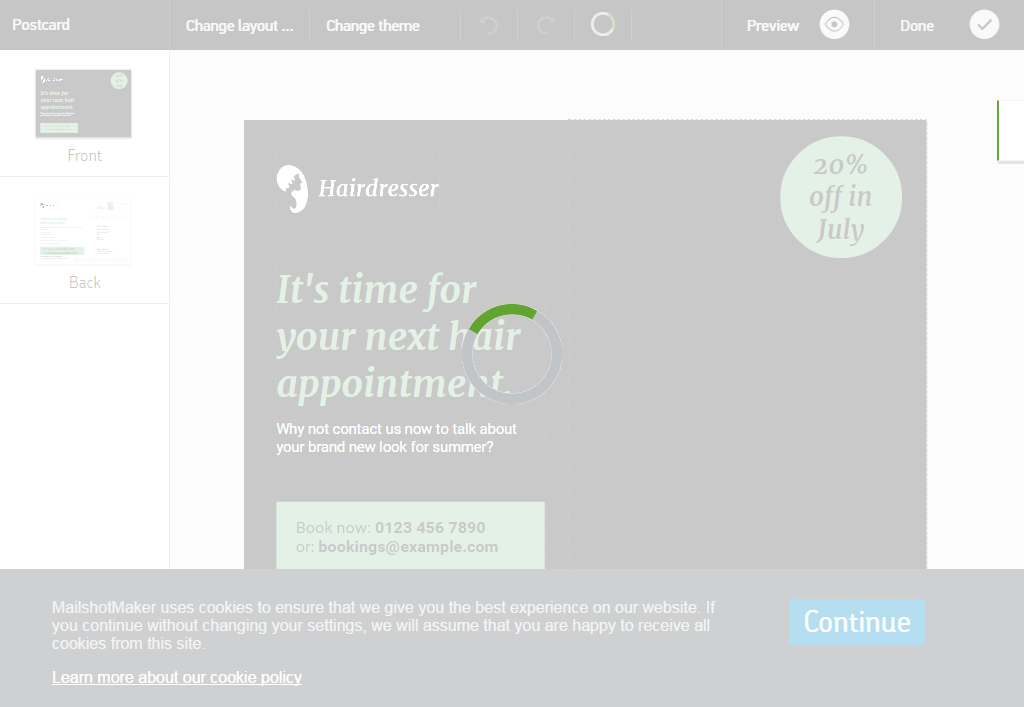 Postcard
Change layout ...
Change theme
Preview
Done
Front
Back
Hairdresser
20%
off in
July
It's time for
your next hair
appointment.
Why not contact us now to talk about
your brand new look for summer?
Book now: 0123 456 7890
or: bookings@example.com
MailshotMaker uses cookies to ensure that we give you the best experience on our website. If
you continue without changing your settings, we will assume that you are happy to receive all
cookies from this site.
Continue
Learn more about our cookie policy